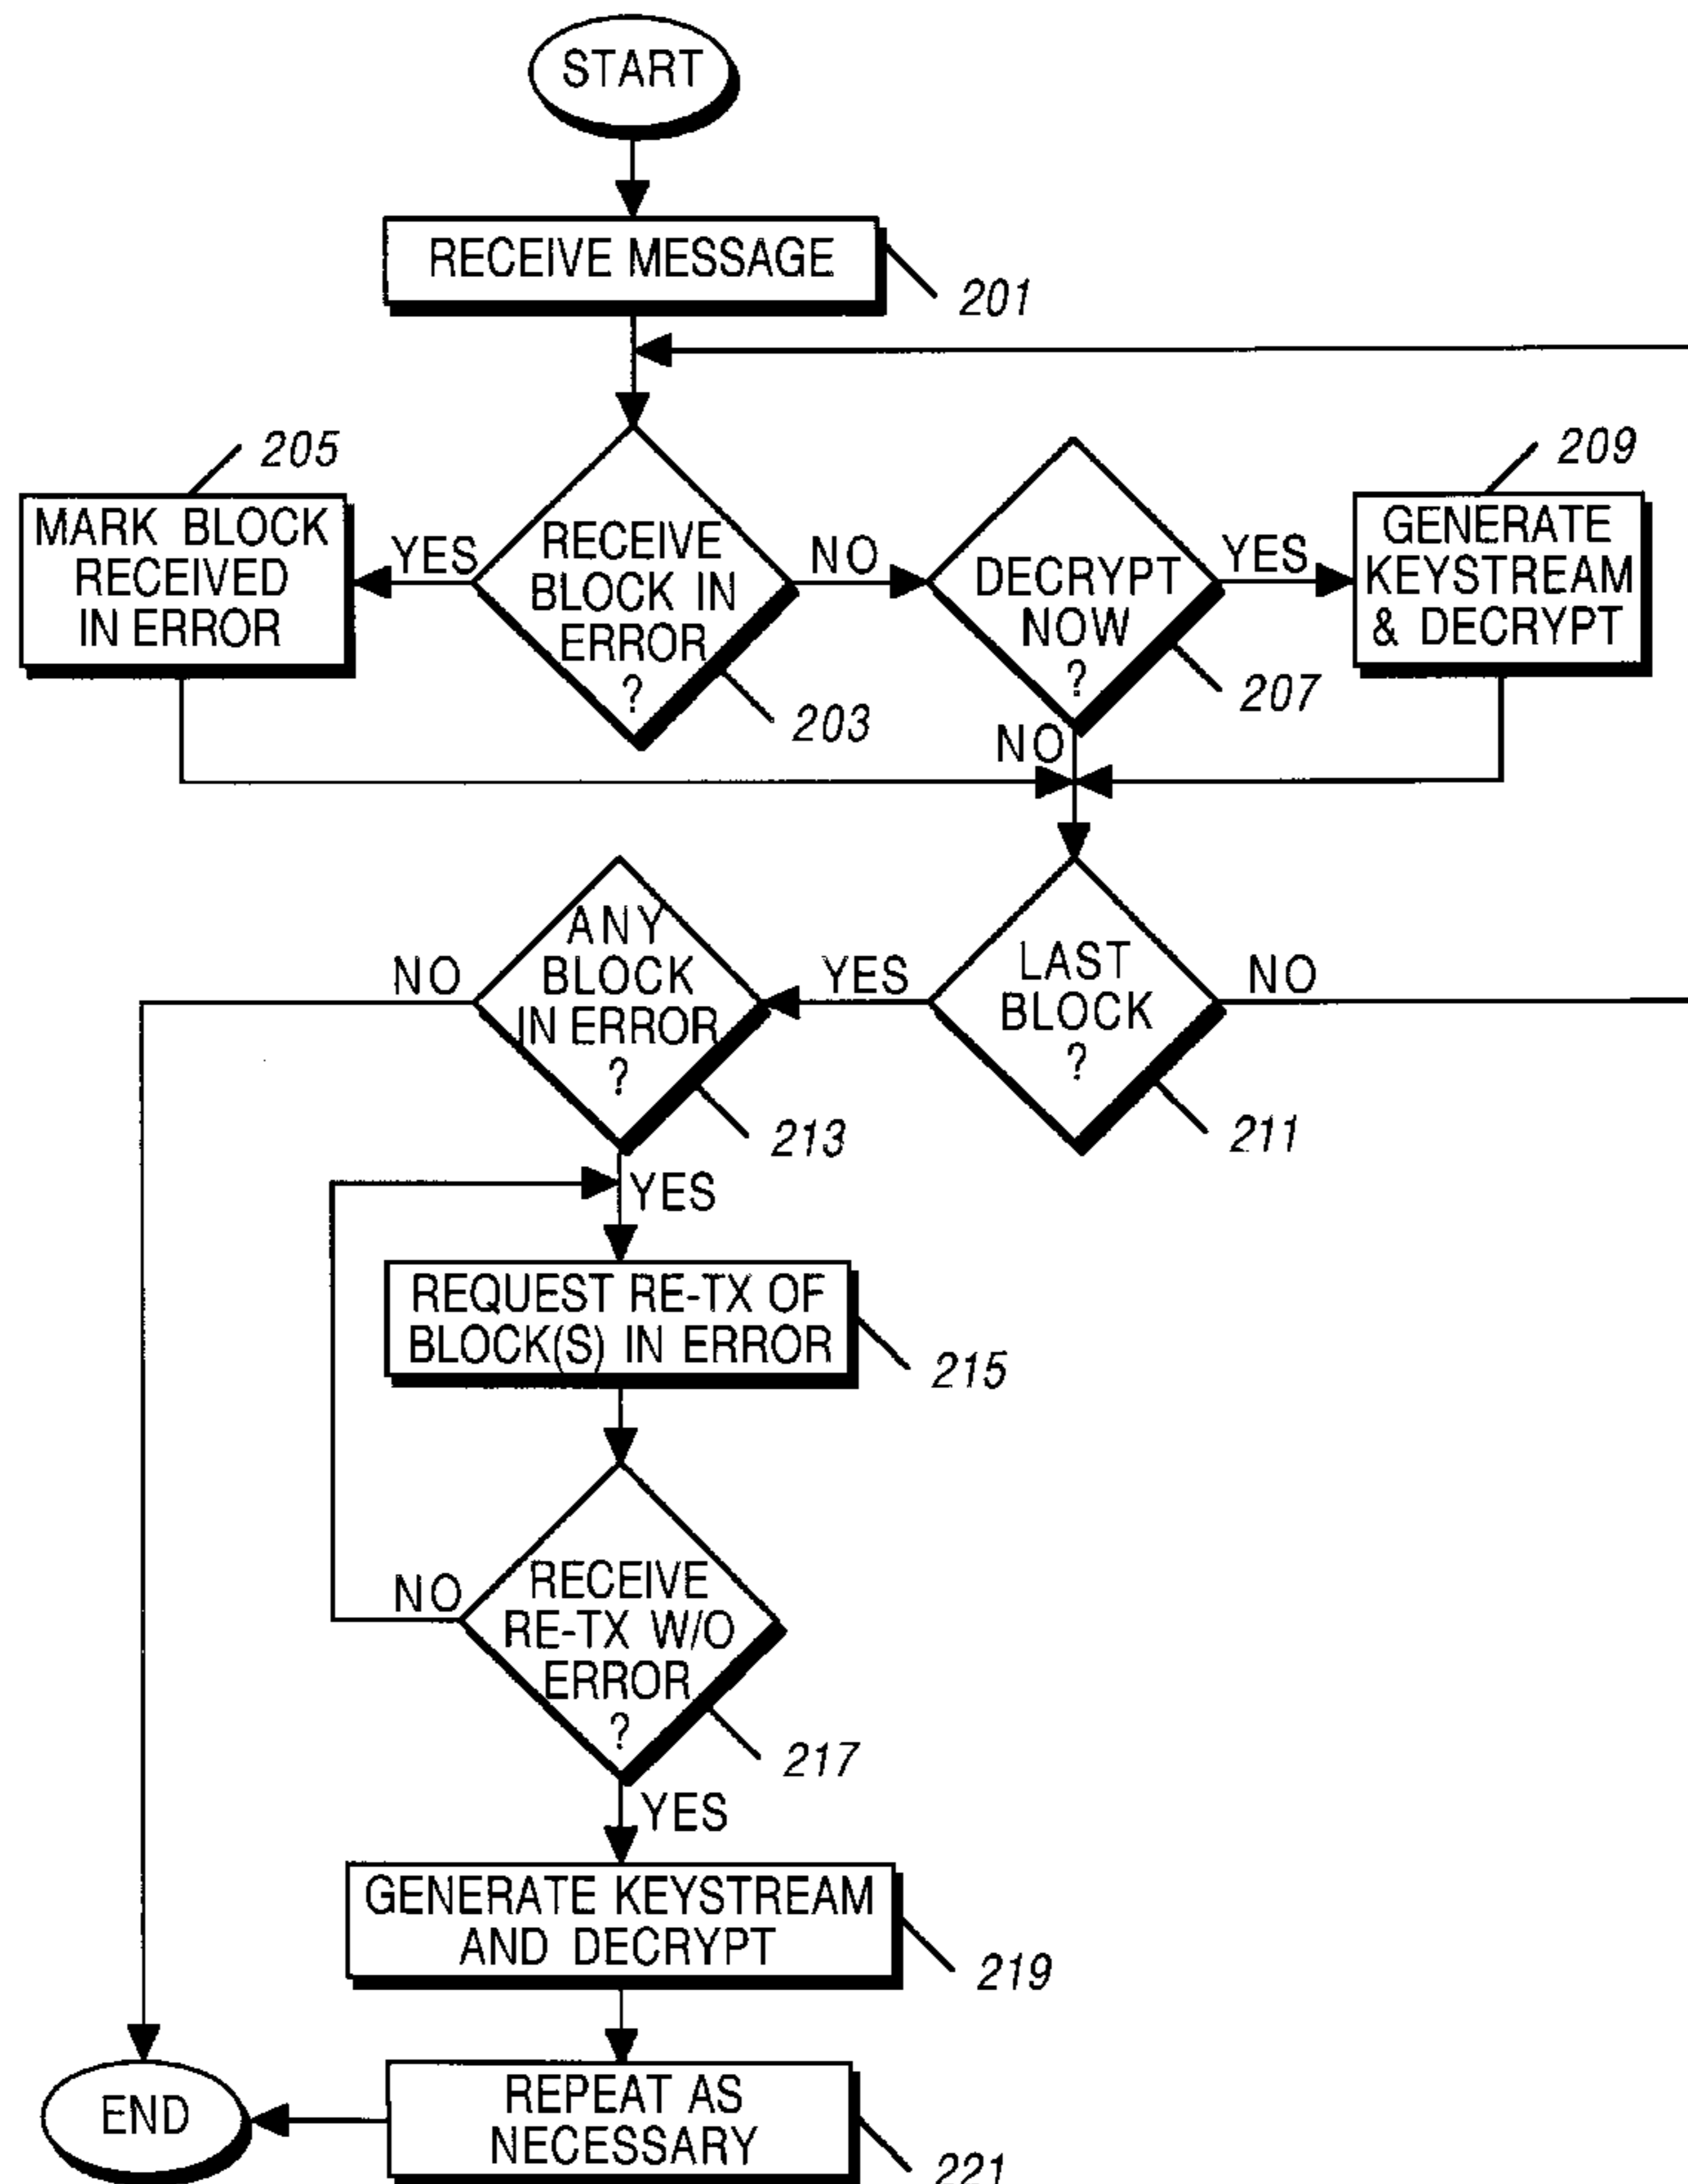 START
RECEIVE MESSAGE
201
205
209
MARK BLOCK
RECEIVED
IN ERROR
YES
RECEIVE
BLOCK IN
ERROR
?
203
NO
DECRYPT
NOW
?
207
YES
GENERATE
KEYSTREAM
& DECRYPT
NO
NO
ANY
BLOCK
IN ERROR
?
213
YES
LAST
BLOCK
?
211
NO
YES
REQUEST RE-TX OF
BLOCK(S) IN ERROR
215
NO
RECEIVE
RE-TX W/O
ERROR
?
217
YES
GENERATE KEYSTREAM
AND DECRYPT
219
END
REPEAT AS
NECESSARY
221